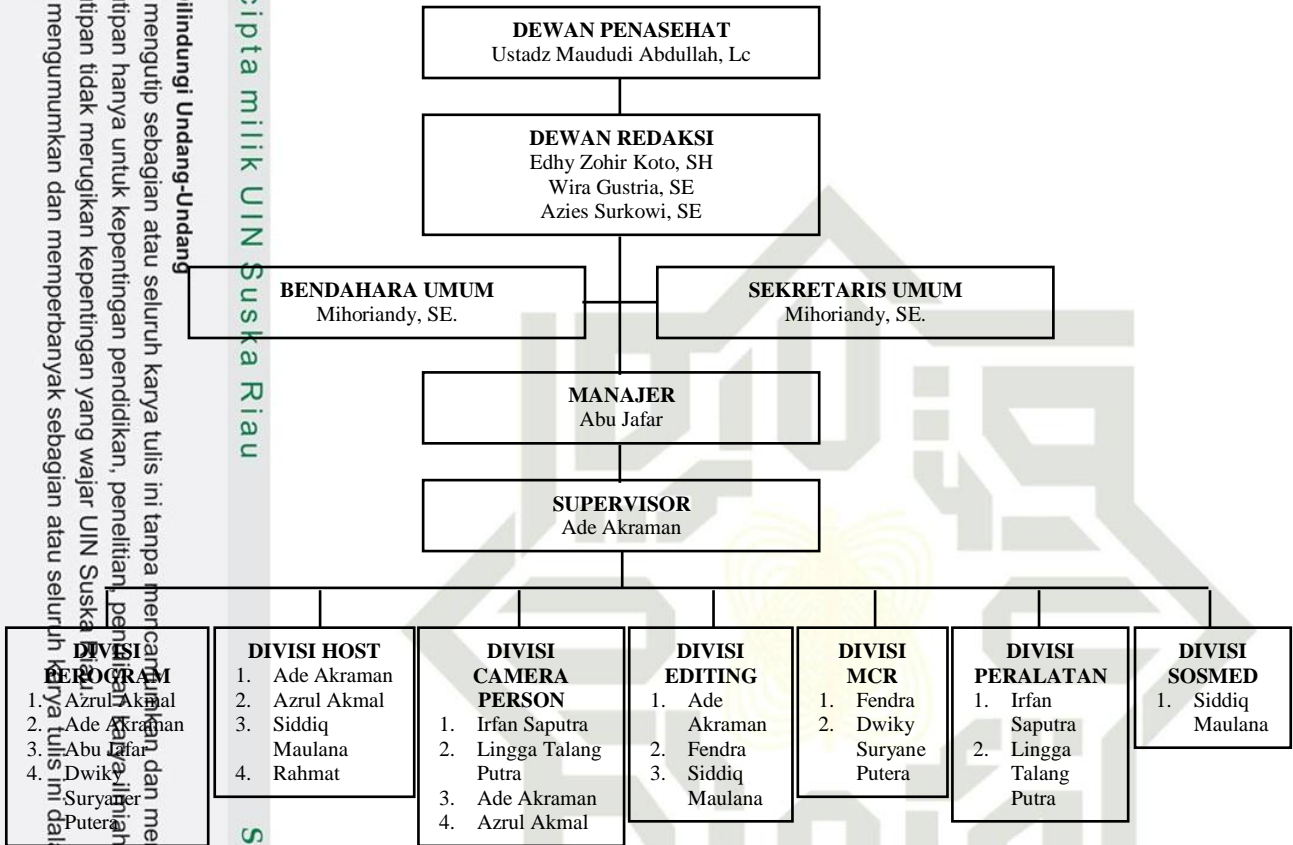 DEWAN PENASEHAT
Ustadz Maududi Abdullah, Lc
DEWAN REDAKSI
Edhy Zohir Koto, SH
Wira Gustria, SE
Azies Surkowi, SE
BENDAHARA UMUM
Mihoriandy, SE.
SEKRETARIS UMUM
Mihoriandy, SE.
MANAJER
Abu Jafar
SUPERVISOR
Ade Akraman
DIVISI
PEROGRAM
1. Azrul Akmal
2. Ade Akraman
3. Abu Jafar
4. Dwiky
Suryaner
Putera
DIVISI HOST
1. Ade Akraman
2. Azrul Akmal
3. Siddiq
Maulana
4. Rahmat
DIVISI
CAMERA
PERSON
1. Irfan Saputra
2. Lingga Talang
Putra
3. Ade Akraman
4. Azrul Akmal
DIVISI
EDITING
1. Ade
Akraman
2. Fendra
3. Siddiq
Maulana
DIVISI
MCR
1. Fendra
2. Dwiky
Suryane
Putera
DIVISI
PERALATAN
1. Irfan
Saputra
2. Lingga
Talang
Putra
DIVISI
SOSMED
1. Siddiq
Maulana
cipta milik UIN Suska Riau S
ilindungi Undang-Undang
mengutip sebagian atau seluruh karya tulis ini tanpa mencantumkan dan me
tipan hanya untuk kepentingan pendidikan, penelitian, penulisan karya ilmiah
tipan tidak merugikan kepentingan yang wajar UIN Suska Riau
mengumumkan dan memperbanyak sebagian atau seluruh karya tulis ini dala